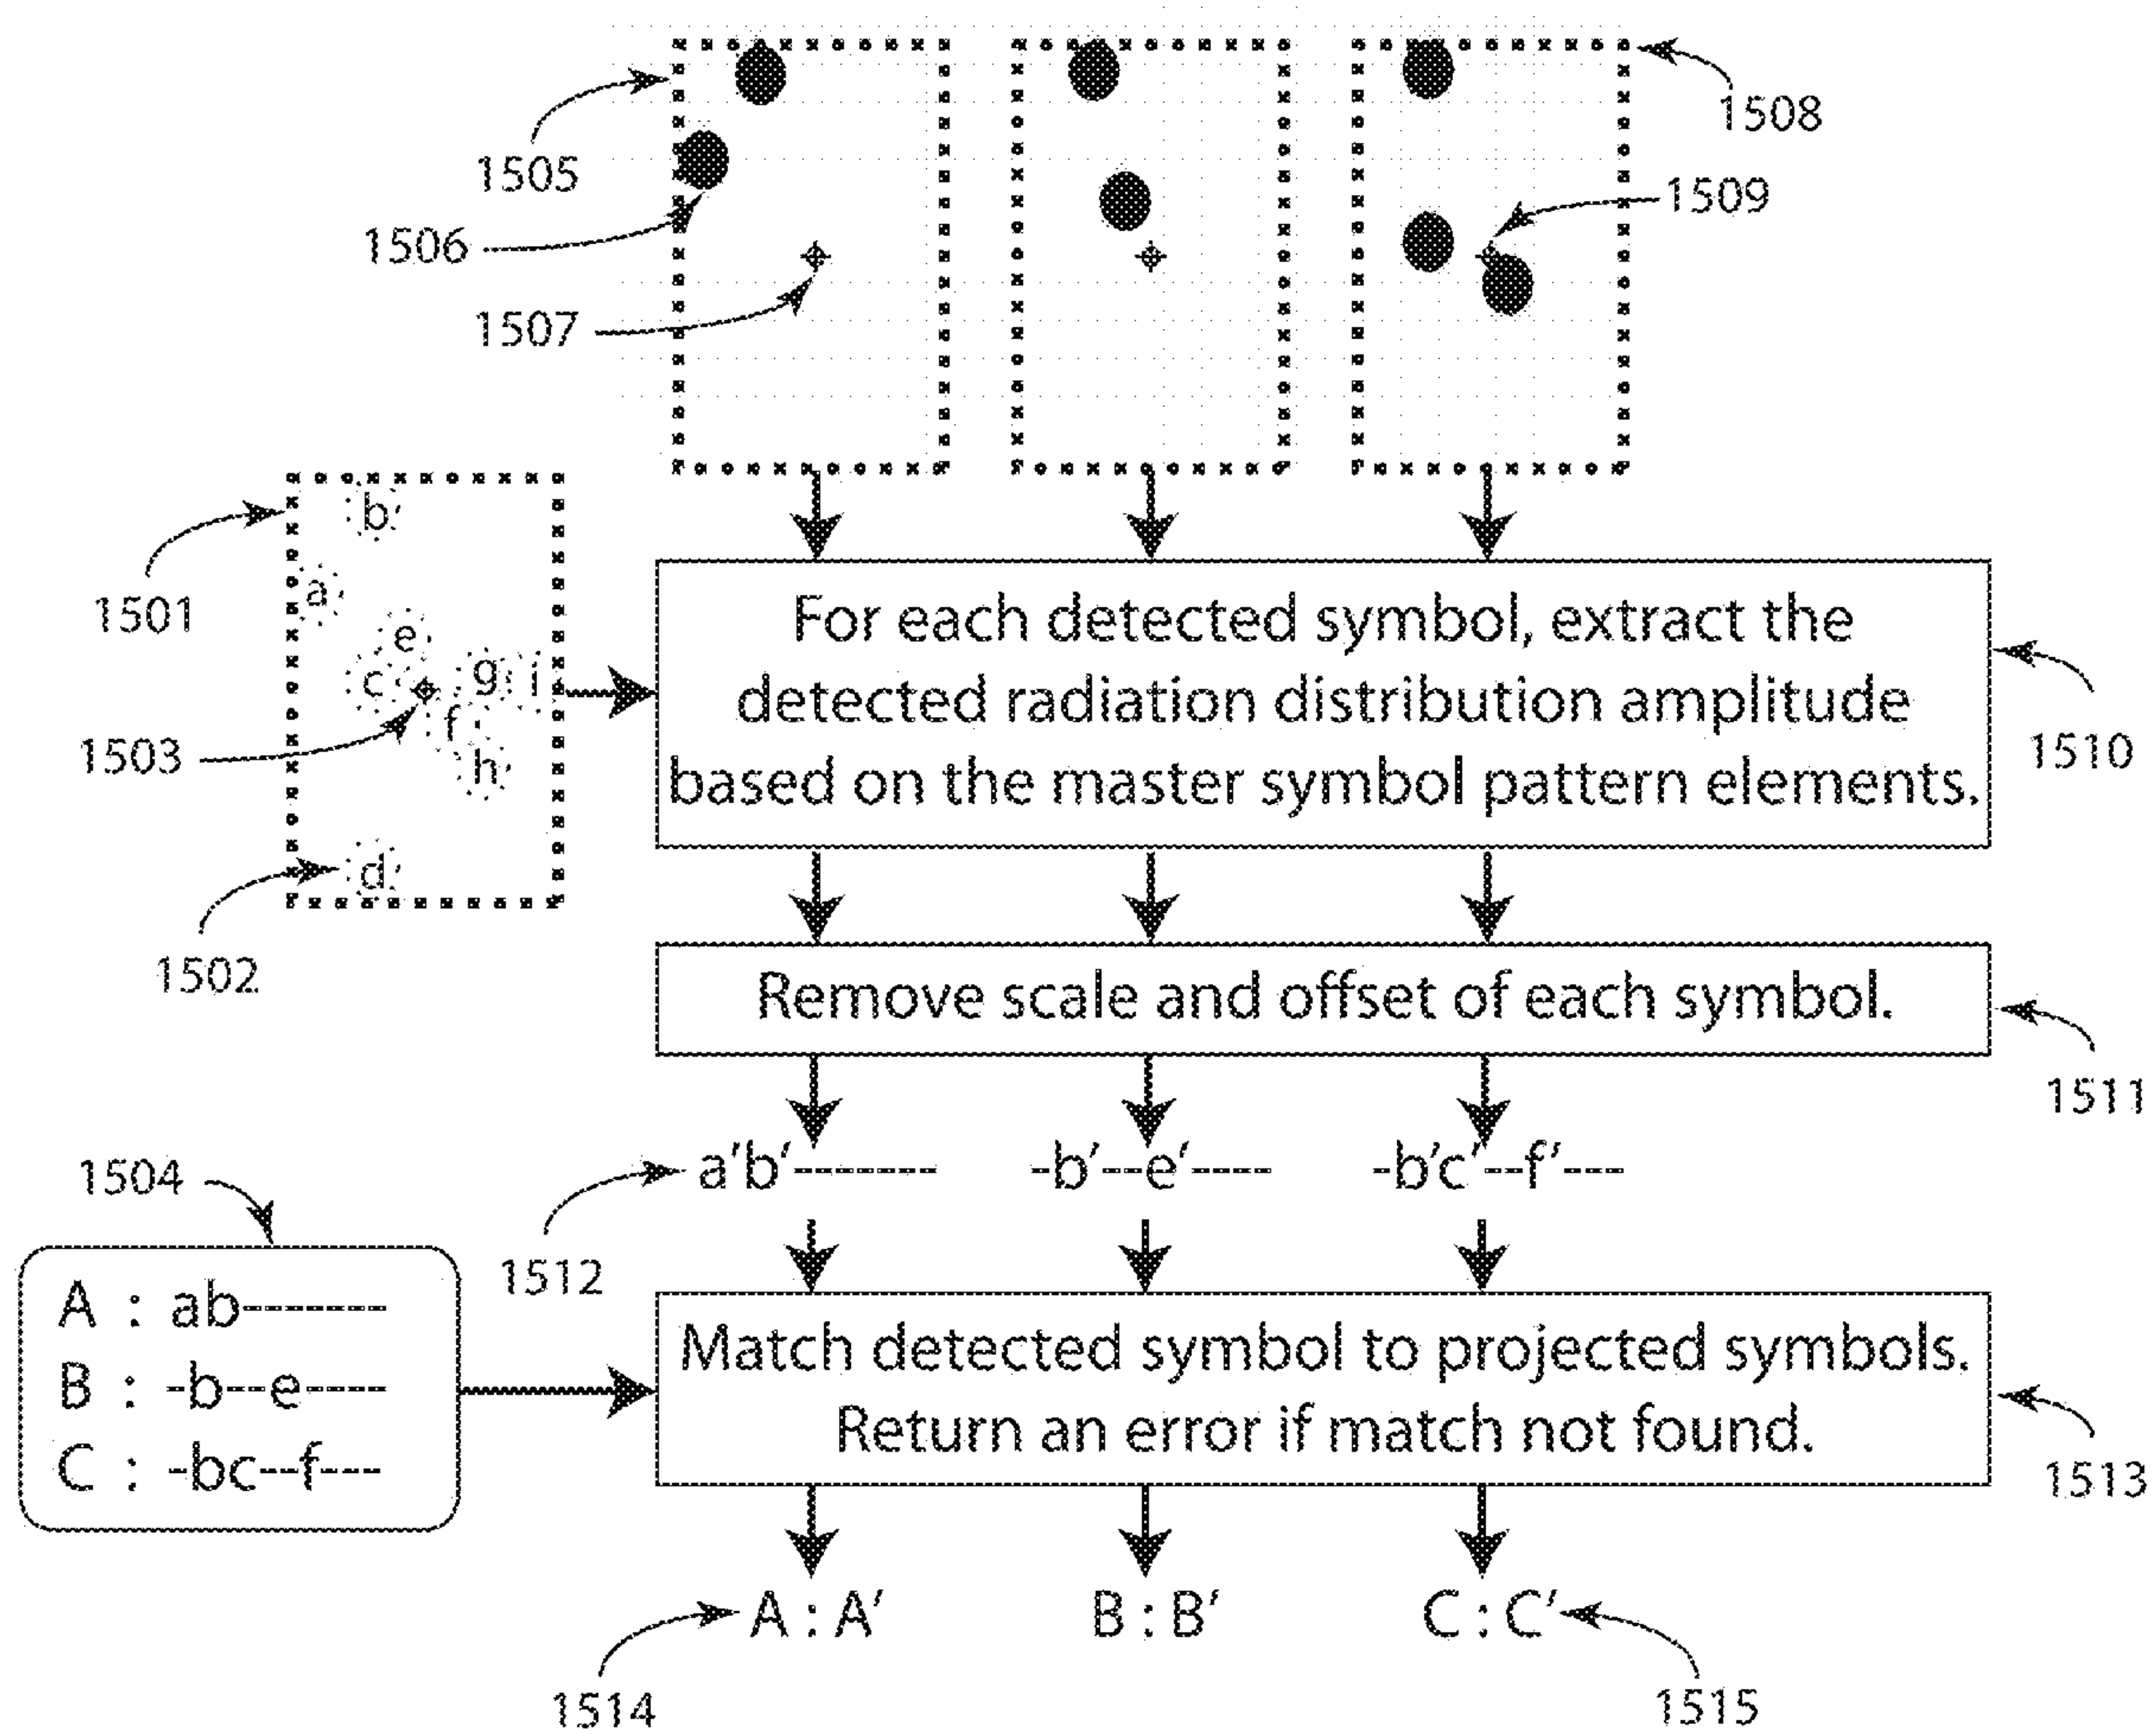 1508
1505
1509
1506
1507
b
a
1501
e
c
g
i
f
1503
h
d
1502
For each detected symbol, extract the
detected radiation distribution amplitude
based on the master symbol pattern elements.
1510
Remove scale and offset of each symbol.
1511
a′b′-------
-b′--e′----
-b′c′--f′---
1504
1512
A : ab-------
B : -b--e----
C : -bc--f---
Match detected symbol to projected symbols.
Return an error if match not found.
1513
A : A′
B : B′
C : C′
1514
1515